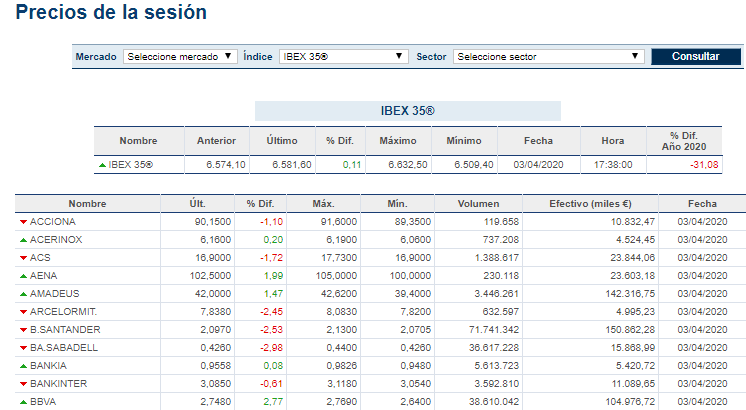 Precios de la sesión
Mercado Seleccione mercado Índice IBEX 35® Sector Seleccione sector Consultar
IBEX 35®
Nombre Anterior Último % Dif. Máximo Mínimo Fecha Hora % Dif. Año 2020
IBEX 35® 6.574,10 6.581,60 0,11 6.632,50 6.509,40 03/04/2020 17:38:00 -31,08
Nombre Últ. % Dif. Máx. Mín. Volumen Efectivo (miles €) Fecha
ACCIONA 90,1500 -1,10 91,6000 89,3500 119.658 10.832,47 03/04/2020
ACERINOX 6,1600 0,20 6,1900 6,0600 737.208 4.524,45 03/04/2020
ACS 16,9000 -1,72 17,7300 16,9000 1.388.617 23.844,06 03/04/2020
AENA 102,5000 1,99 105,0000 100,0000 230.118 23.603,18 03/04/2020
AMADEUS 42,0000 1,47 42,6200 39,4000 3.446.261 142.316,75 03/04/2020
ARCELORMIT. 7,8380 -2,45 8,0830 7,8200 632.597 4.995,23 03/04/2020
B.SANTANDER 2,0970 -2,53 2,1300 2,0705 71.741.342 150.862,28 03/04/2020
BA.SABADELL 0,4260 -2,98 0,4400 0,4260 36.617.228 15.868,99 03/04/2020
BANKIA 0,9558 0,08 0,9826 0,9480 5.613.723 5.420,72 03/04/2020
BANKINTER 3,0850 -0,61 3,1180 3,0540 3.592.810 11.089,65 03/04/2020
BBVA 2,7480 2,77 2,7690 2,6400 38.610.042 104.976,72 03/04/2020